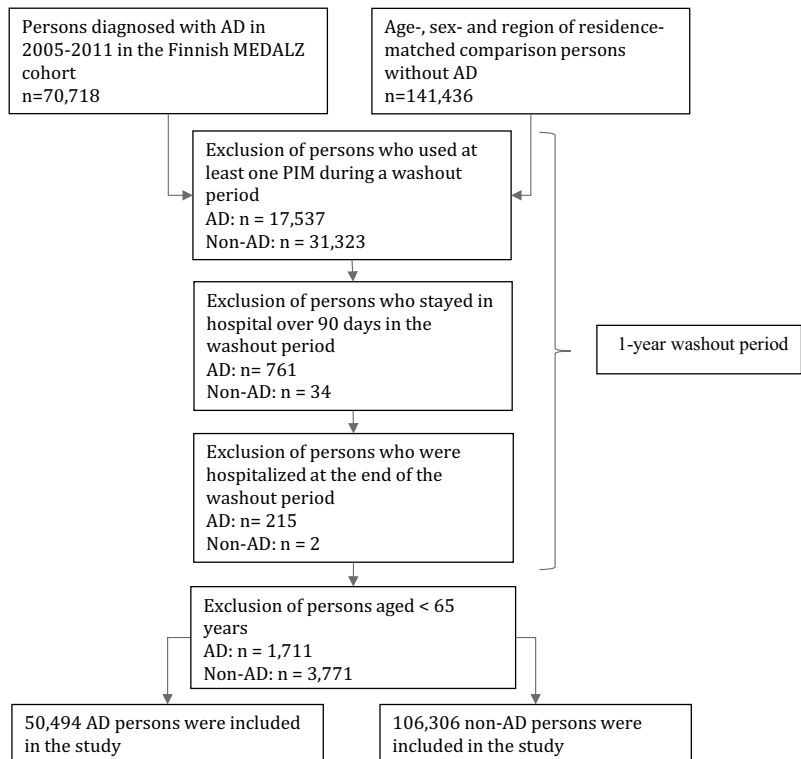 Persons diagnosed with AD in
2005-2011 in the Finnish MEDALZ
cohort
n=70,718
Age-, sex- and region of residence-
matched comparison persons
without AD
n=141,436
Exclusion of persons who used at
least one PIM during a washout
period
AD: n = 17,537
Non-AD: n = 31,323
Exclusion of persons who stayed in
hospital over 90 days in the
washout period
AD: n= 761
Non-AD: n = 34
1-year washout period
Exclusion of persons who were
hospitalized at the end of the
washout period
AD: n= 215
Non-AD: n = 2
Exclusion of persons aged < 65
years
AD: n = 1,711
Non-AD: n = 3,771
50,494 AD persons were included
in the study
106,306 non-AD persons were
included in the study